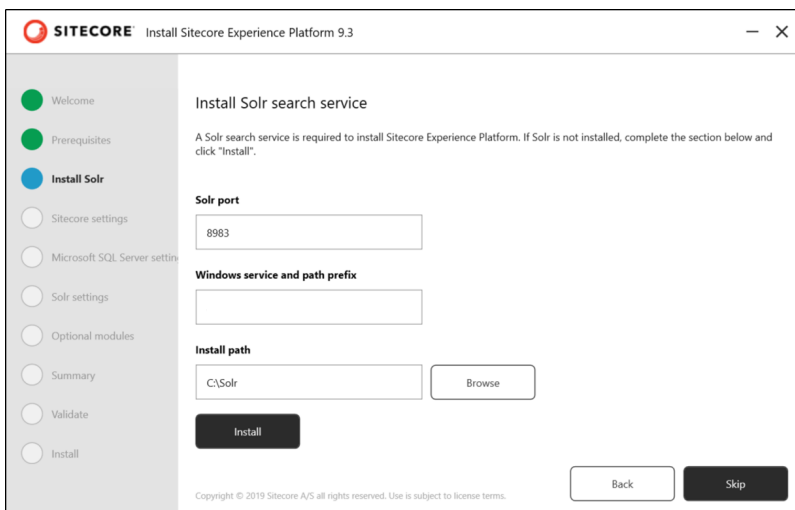 SITECORE Install Sitecore Experience Platform 9.3
Welcome
Prerequisites
Install Solr
Sitecore settings
Microsoft SQL Server settin
Solr settings
Optional modules
Summary
Validate
Install
Install Solr search service
A Solr search service is required to install Sitecore Experience Platform. If Solr is not installed, complete the section below and
click "Install".
Solr port
8983
Windows service and path prefix
Install path
C:\Solr
Browse
Install
Back
Skip
Copyright © 2019 Sitecore A/S all rights reserved. Use is subject to license terms.